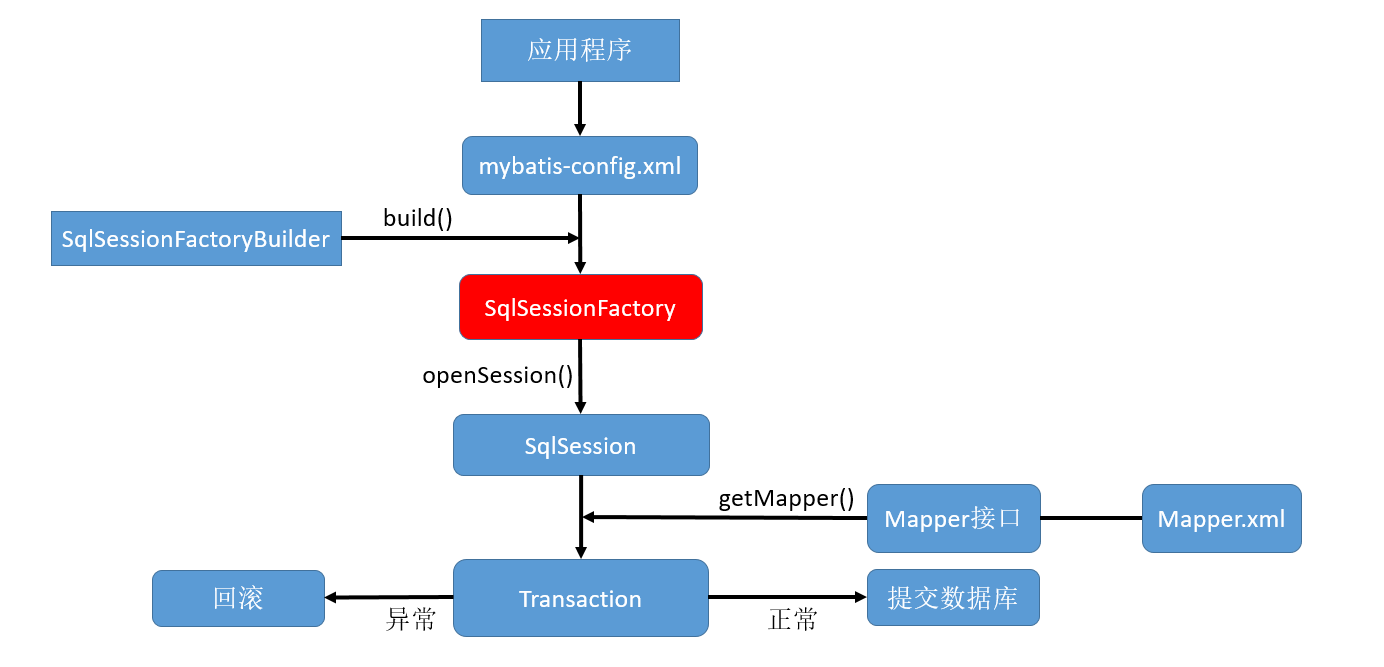 应用程序
mybatis-config.xml
build()
SqlSessionFactoryBuilder
SqlSessionFactory
openSession()
SqlSession
getMapper()
Mapper接口
Mapper.xml
回滚
异常
Transaction
正常
提交数据库